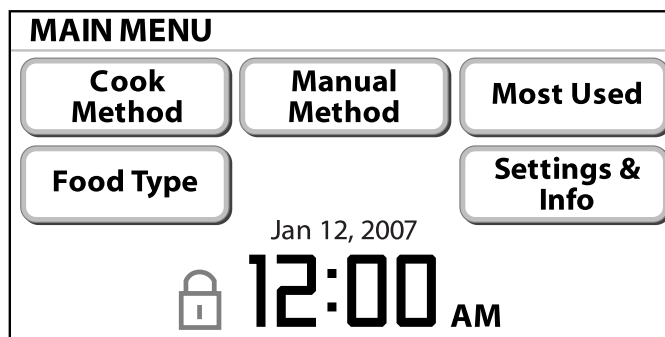 MAIN MENU
Cook
Method
Manual
Method
Most Used
Food Type
Settings &
Info
Jan 12, 2007
12:00 AM